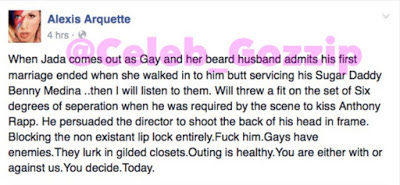 Alexis Arquette
4 hrs ·
@Celeb_Gozzip
When Jada comes out as Gay and her beard husband admits his first
marriage ended when she walked in to him butt servicing his Sugar Daddy
Benny Medina ..then I will listen to them. Will threw a fit on the set of Six
degrees of seperation when he was required by the scene to kiss Anthony
Rapp. He persuaded the director to shoot the back of his head in frame.
Blocking the non existant lip lock entirely.Fuck him.Gays have
enemies.They lurk in gilded closets.Outing is healthy.You are either with or
against us.You decide.Today.